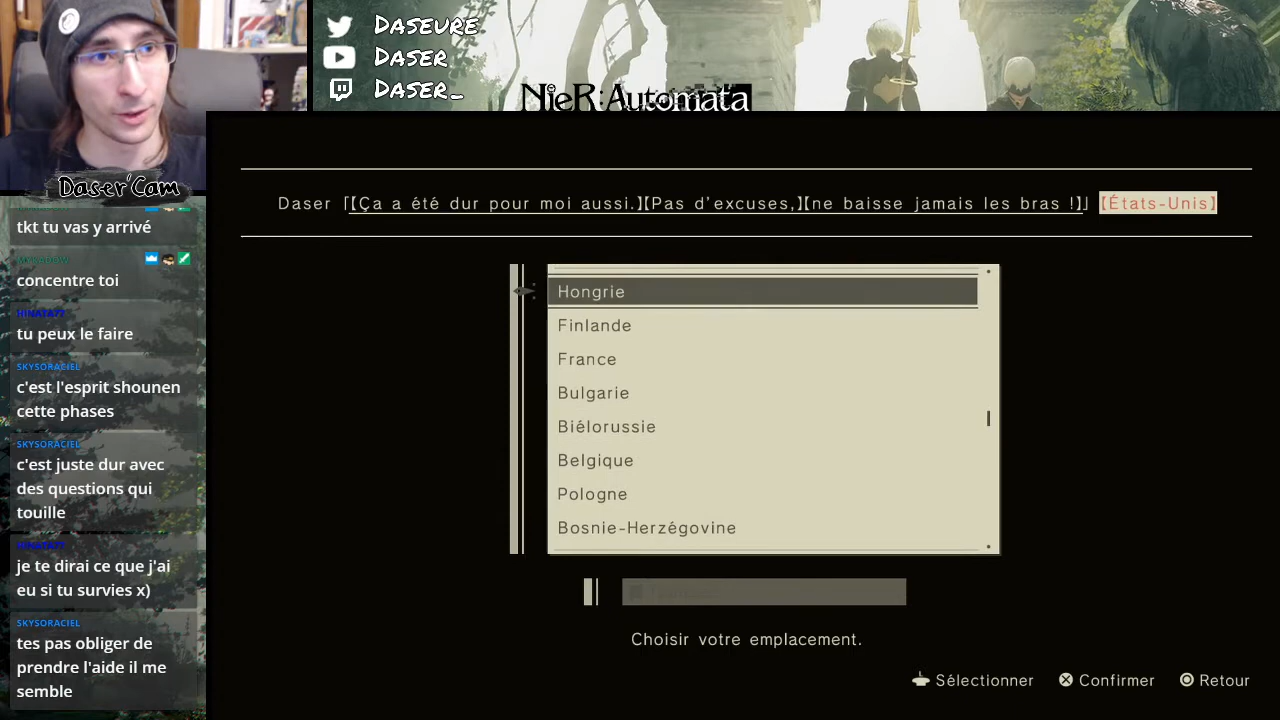 Daseure
Daser
Daser_
NieR:Automata
Daser'Cam
Daser ⌈【Ça a été dur pour moi aussi.】【Pas d'excuses,】【ne baisse jamais les bras !】⌋ 【États-Unis】
Hongrie
Finlande
France
Bulgarie
Biélorussie
Belgique
Pologne
Bosnie-Herzégovine
Choisir votre emplacement.
Sélectionner
Confirmer
Retour
tkt tu vas y arrivé
concentre toi
HINATA77
tu peux le faire
SKYSORACIEL
c'est l'esprit shounen
cette phases
SKYSORACIEL
c'est juste dur avec
des questions qui
touille
HINATA77
je te dirai ce que j'ai
eu si tu survies x)
SKYSORACIEL
tes pas obliger de
prendre l'aide il me
semble